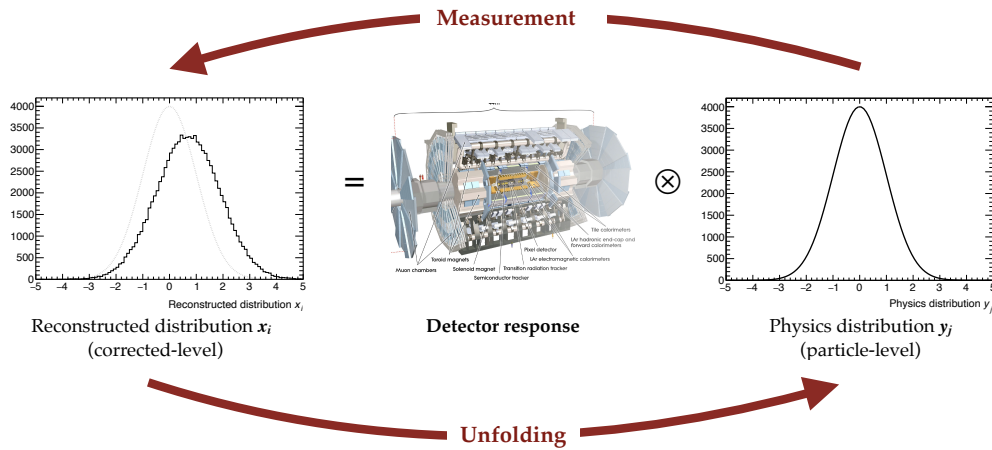 Measurement
4000
3500
3000
2500
2000
1500
1000
500
0
−5 −4 −3 −2 −1 0 1 2 3 4 5
Reconstructed distribution x_i
Reconstructed distribution x_i
(corrected-level)
=
Tile calorimeters
LAr hadronic end-cap and
forward calorimeters
Pixel detector
LAr electromagnetic calorimeters
Toroid magnets
Muon chambers
Solenoid magnet
Transition radiation tracker
Semiconductor tracker
Detector response
⊗
4000
3500
3000
2500
2000
1500
1000
500
0
−5 −4 −3 −2 −1 0 1 2 3 4 5
Physics distribution y_j
Physics distribution y_j
(particle-level)
Unfolding